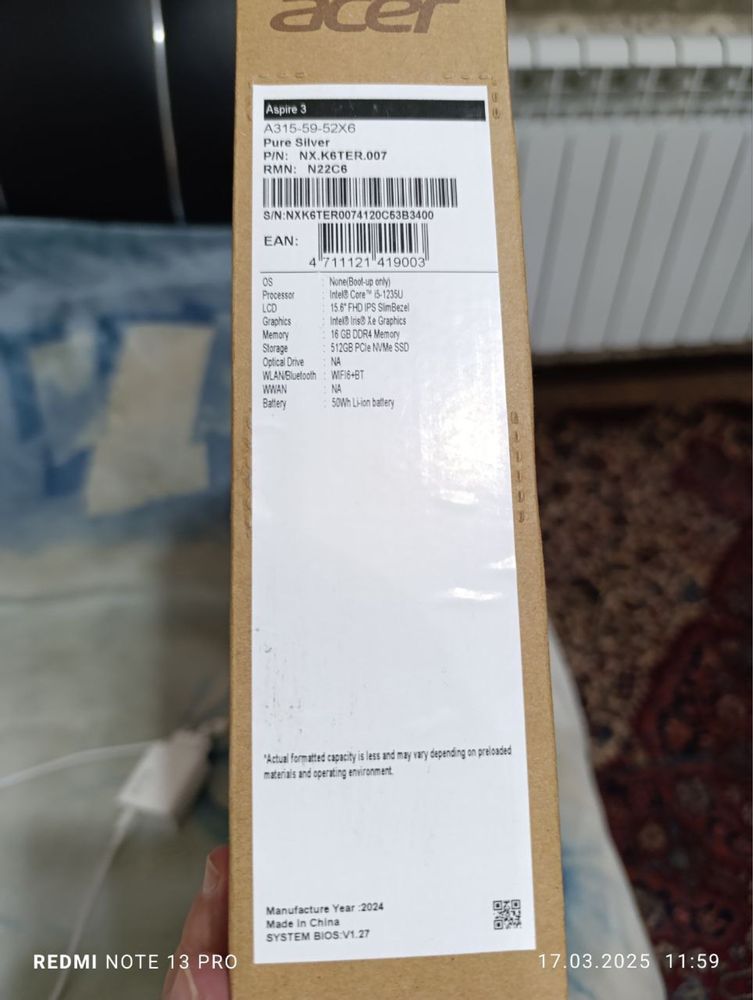 acer
Aspire 3
A315-59-52X6
Pure Silver
P/N: NX.K6TER.007
RMN: N22C6
S/N:NXK6TER0074120C53B3400
EAN:
4 711121 419003
OS : None(Boot-up only)
Processor : Intel® Core™ i5-1235U
LCD : 15.6" FHD IPS SlimBezel
Graphics : Intel® Iris® Xe Graphics
Memory : 16 GB DDR4 Memory
Storage : 512GB PCIe NVMe SSD
Optical Drive : NA
WLAN/Bluetooth : WIFI6+BT
WWAN : NA
Battery : 50Wh Li-ion battery
*Actual formatted capacity is less and may vary depending on preloaded
materials and operating environment.
Manufacture Year :2024
Made in China
SYSTEM BIOS:V1.27
REDMI NOTE 13 PRO
17.03.2025 11:59